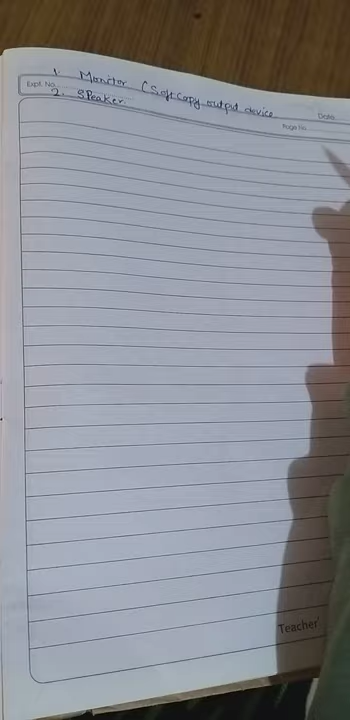 1. Monitor (Soft Copy output device
Expt. No.
Date
2. Speaker
Page No.
Teacher'